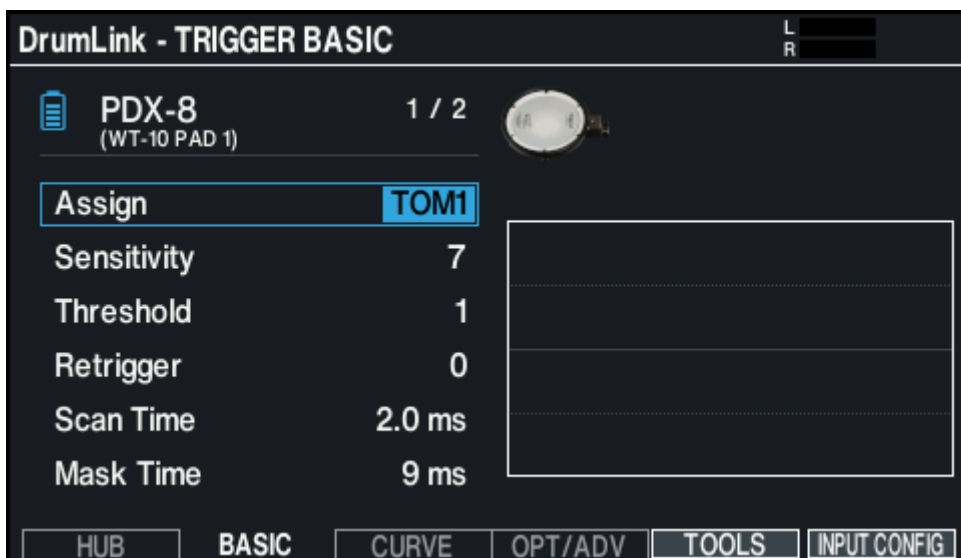 DrumLink - TRIGGER BASIC
L
R
PDX-8 1 / 2
(WT-10 PAD 1)
Assign TOM1
Sensitivity 7
Threshold 1
Retrigger 0
Scan Time 2.0 ms
Mask Time 9 ms
HUB BASIC CURVE OPT/ADV TOOLS INPUT CONFIG